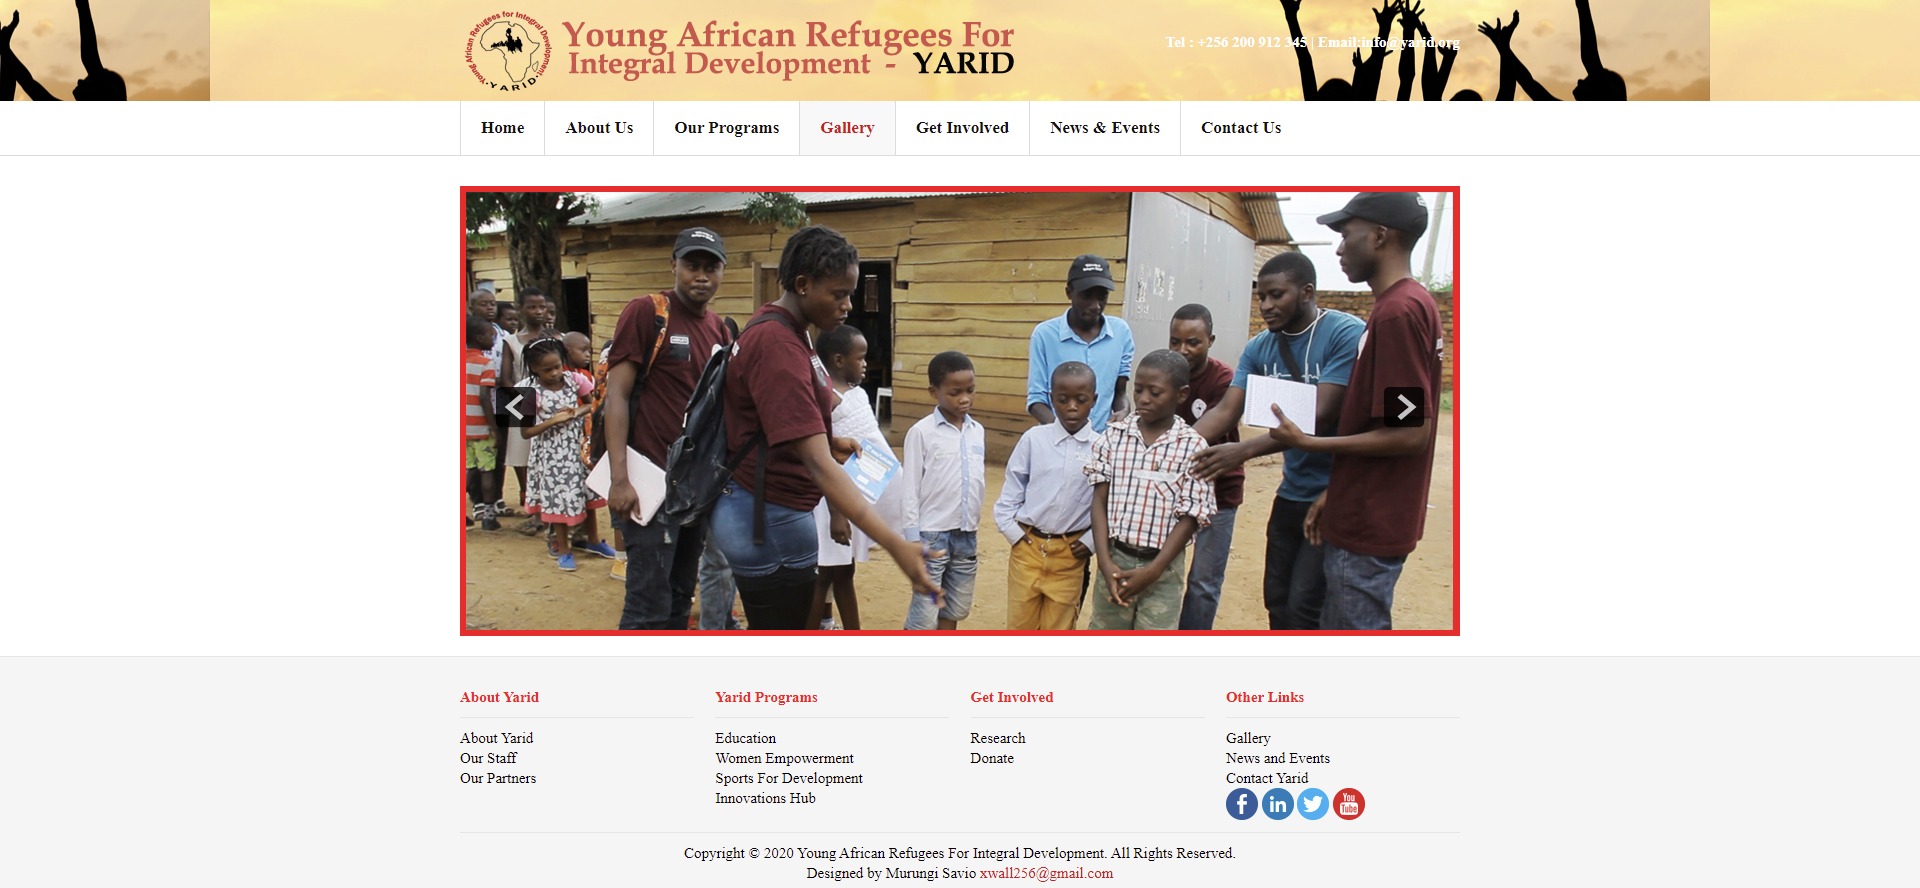 Young African Refugees for Integral Development
· YARID ·
Young African Refugees For
Integral Development - YARID
Tel : +256 200 912 345 | Email:info@yarid.org
Home About Us Our Programs Gallery Get Involved News & Events Contact Us
About Yarid
About Yarid
Our Staff
Our Partners
Yarid Programs
Education
Women Empowerment
Sports For Development
Innovations Hub
Get Involved
Research
Donate
Other Links
Gallery
News and Events
Contact Yarid
f in You Tube
Copyright © 2020 Young African Refugees For Integral Development. All Rights Reserved.
Designed by Murungi Savio xwall256@gmail.com